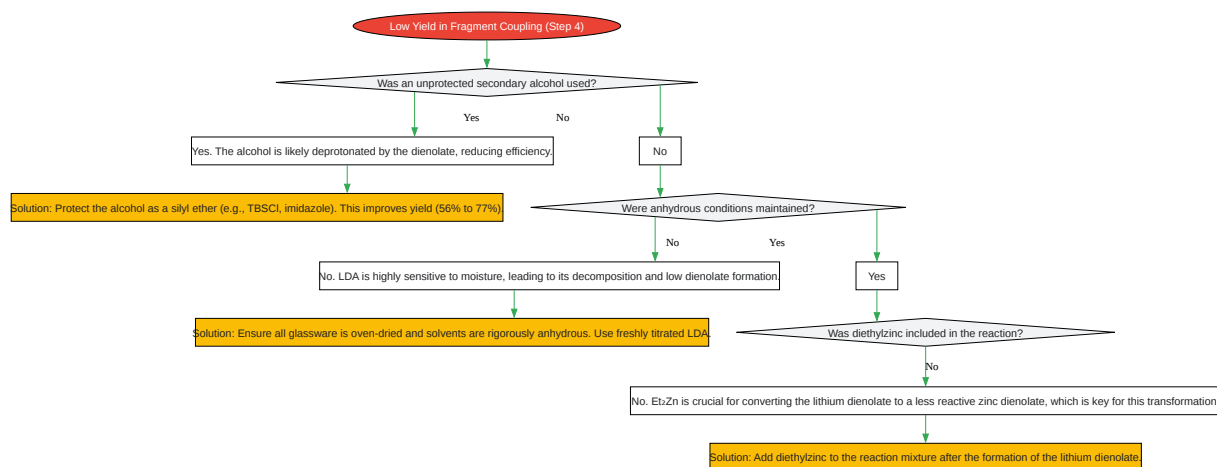 Low Yield in Fragment Coupling (Step 4)
Was an unprotected secondary alcohol used?
Yes
No
Yes. The alcohol is likely deprotonated by the dienolate, reducing efficiency.
No
Solution: Protect the alcohol as a silyl ether (e.g., TBSCl, imidazole). This improves yield (56% to 77%).
Were anhydrous conditions maintained?
No
Yes
No. LDA is highly sensitive to moisture, leading to its decomposition and low dienolate formation.
Yes
Solution: Ensure all glassware is oven-dried and solvents are rigorously anhydrous. Use freshly titrated LDA.
Was diethylzinc included in the reaction?
No
No. Et₂Zn is crucial for converting the lithium dienolate to a less reactive zinc dienolate, which is key for this transformation.
Solution: Add diethylzinc to the reaction mixture after the formation of the lithium dienolate.